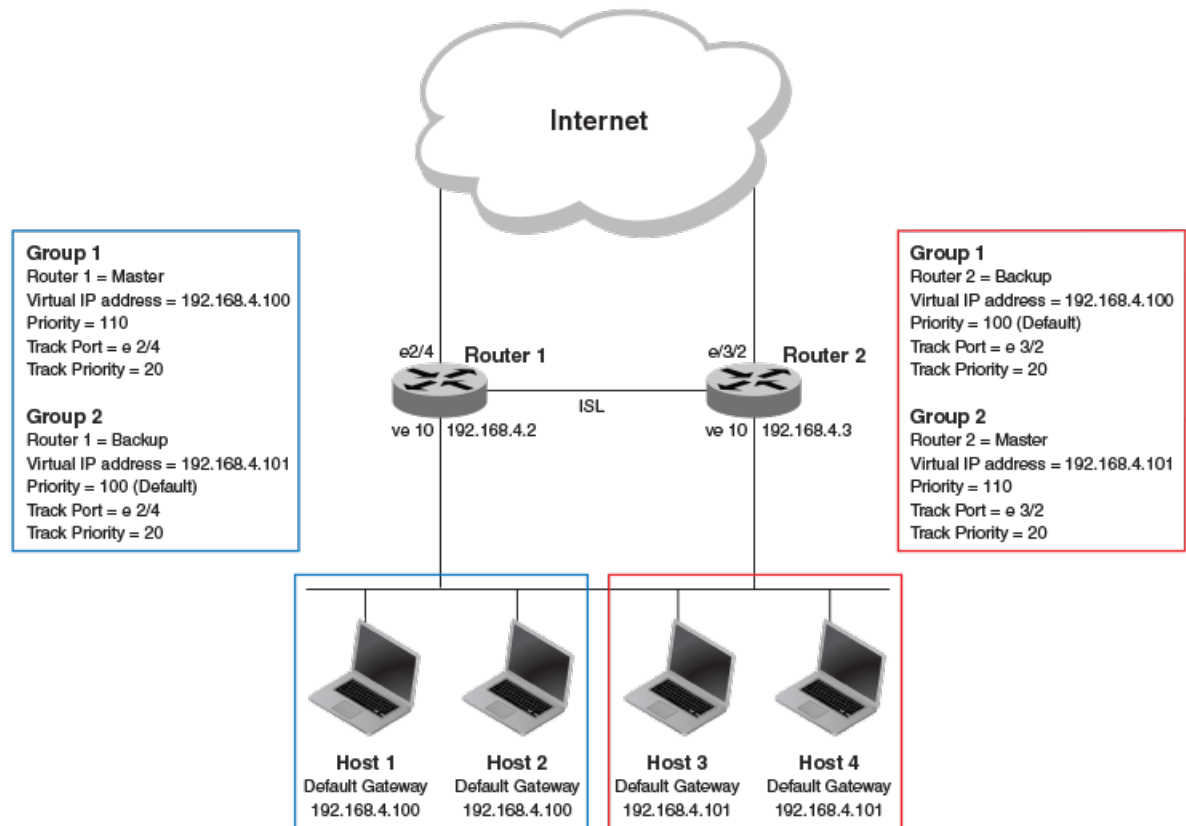 Internet
Group 1
Router 1 = Master
Virtual IP address = 192.168.4.100
Priority = 110
Track Port = e 2/4
Track Priority = 20
Group 2
Router 1 = Backup
Virtual IP address = 192.168.4.101
Priority = 100 (Default)
Track Port = e 2/4
Track Priority = 20
Group 1
Router 2 = Backup
Virtual IP address = 192.168.4.100
Priority = 100 (Default)
Track Port = e 3/2
Track Priority = 20
Group 2
Router 2 = Master
Virtual IP address = 192.168.4.101
Priority = 110
Track Port = e 3/2
Track Priority = 20
e2/4
Router 1
e/3/2
Router 2
ISL
ve 10
192.168.4.2
ve 10
192.168.4.3
Host 1
Default Gateway
192.168.4.100
Host 2
Default Gateway
192.168.4.100
Host 3
Default Gateway
192.168.4.101
Host 4
Default Gateway
192.168.4.101